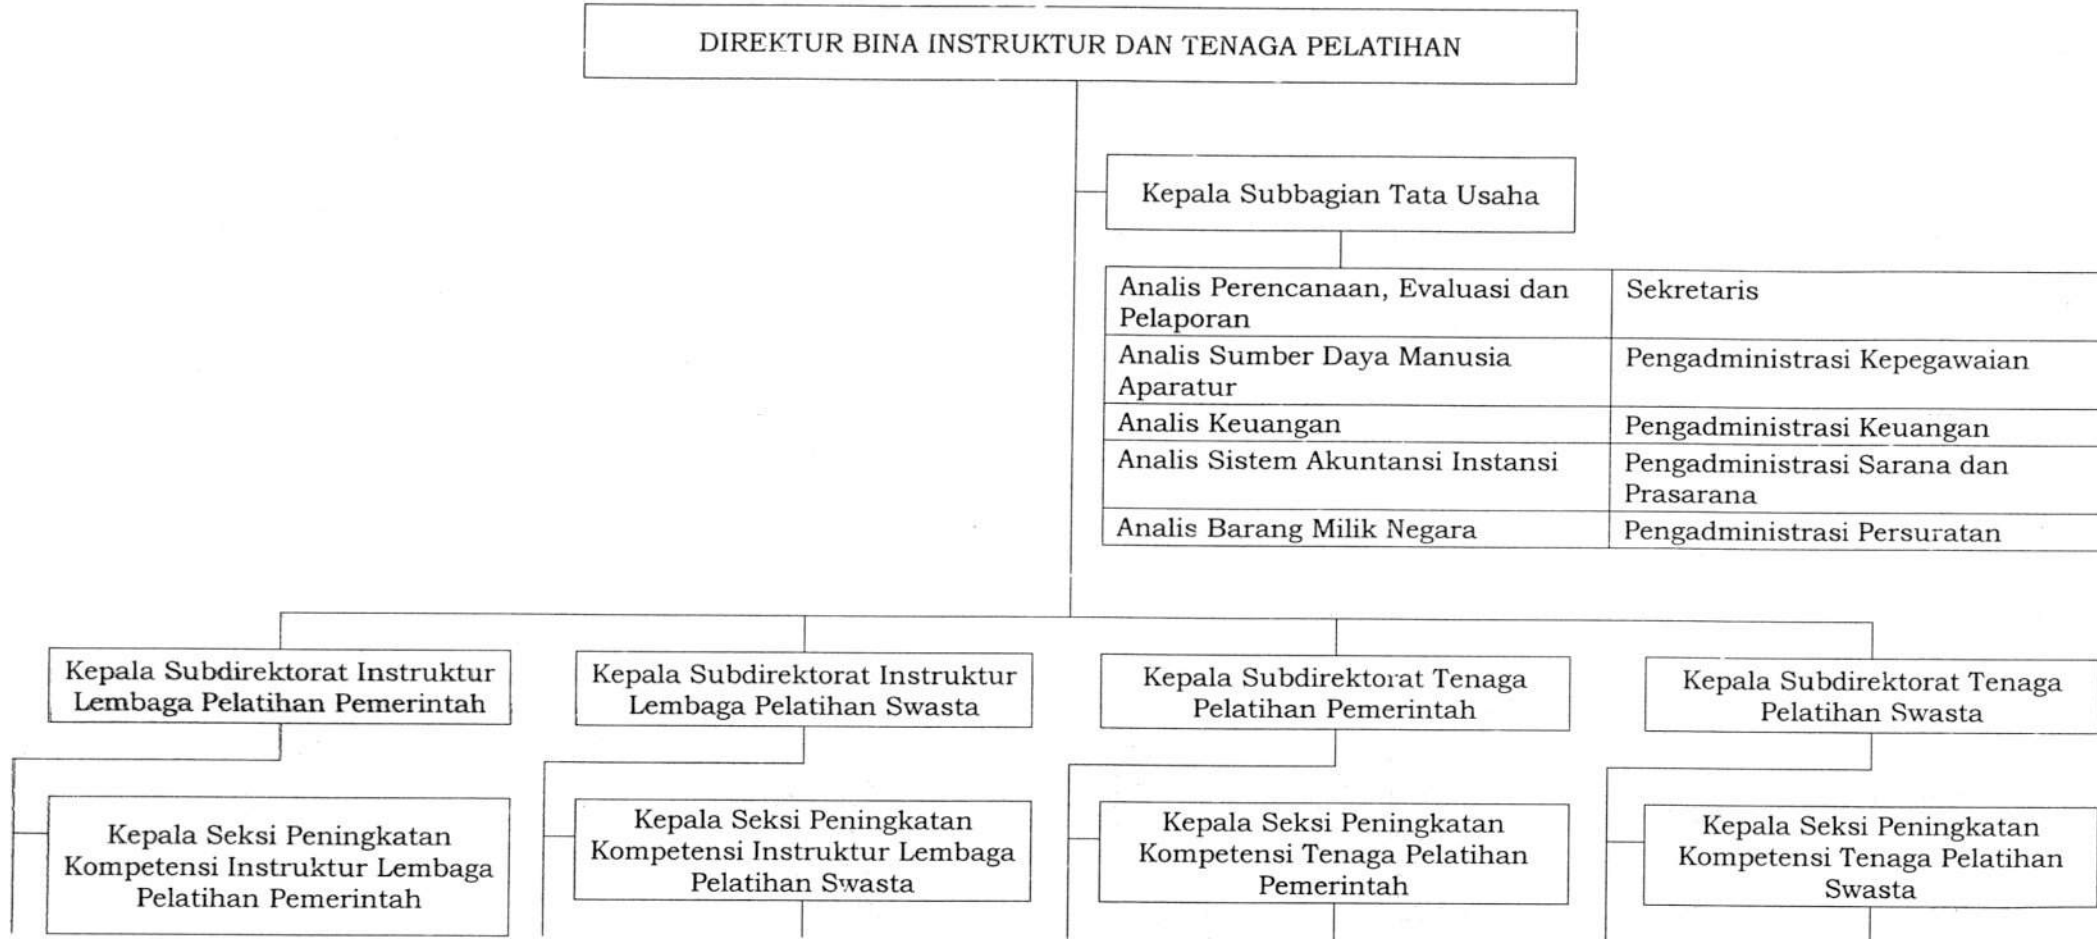 DIREKTUR BINA INSTRUKTUR DAN TENAGA PELATIHAN
Kepala Subbagian Tata Usaha
Analis Perencanaan, Evaluasi dan
Pelaporan
Sekretaris
Analis Sumber Daya Manusia
Aparatur
Pengadministrasi Kepegawaian
Analis Keuangan
Pengadministrasi Keuangan
Analis Sistem Akuntansi Instansi
Pengadministrasi Sarana dan
Prasarana
Analis Barang Milik Negara
Pengadministrasi Persuratan
Kepala Subdirektorat Instruktur
Lembaga Pelatihan Pemerintah
Kepala Subdirektorat Instruktur
Lembaga Pelatihan Swasta
Kepala Subdirektorat Tenaga
Pelatihan Pemerintah
Kepala Subdirektorat Tenaga
Pelatihan Swasta
Kepala Seksi Peningkatan
Kompetensi Instruktur Lembaga
Pelatihan Pemerintah
Kepala Seksi Peningkatan
Kompetensi Instruktur Lembaga
Pelatihan Swasta
Kepala Seksi Peningkatan
Kompetensi Tenaga Pelatihan
Pemerintah
Kepala Seksi Peningkatan
Kompetensi Tenaga Pelatihan
Swasta